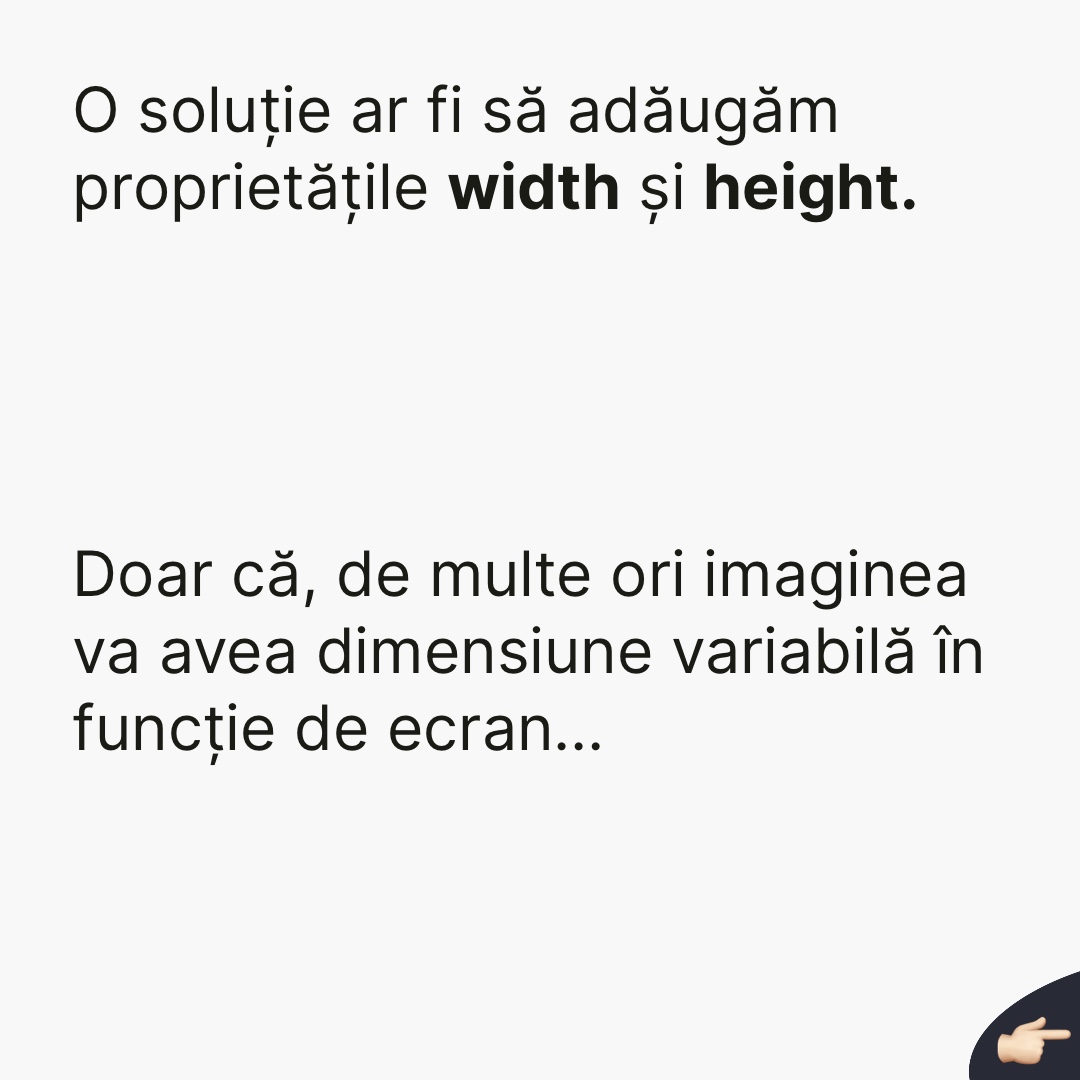 O soluție ar fi să adăugăm
proprietățile width și height.
Doar că, de multe ori imaginea
va avea dimensiune variabilă în
funcție de ecran...